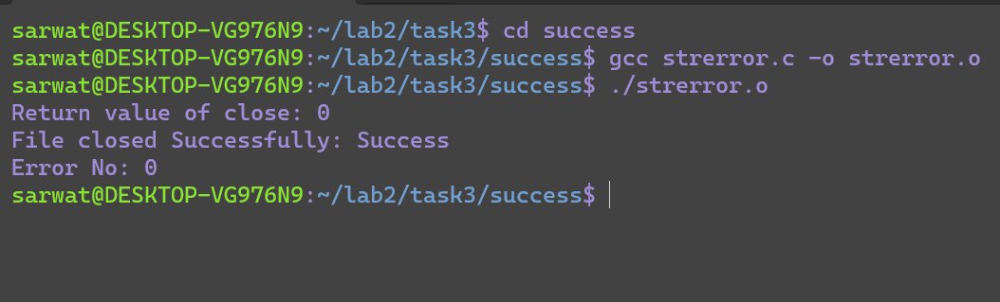 sarwat@DESKTOP-VG976N9:~/lab2/task3$ cd success
sarwat@DESKTOP-VG976N9:~/lab2/task3/success$ gcc strerror.c -o strerror.o
sarwat@DESKTOP-VG976N9:~/lab2/task3/success$ ./strerror.o
Return value of close: 0
File closed Successfully: Success
Error No: 0
sarwat@DESKTOP-VG976N9:~/lab2/task3/success$